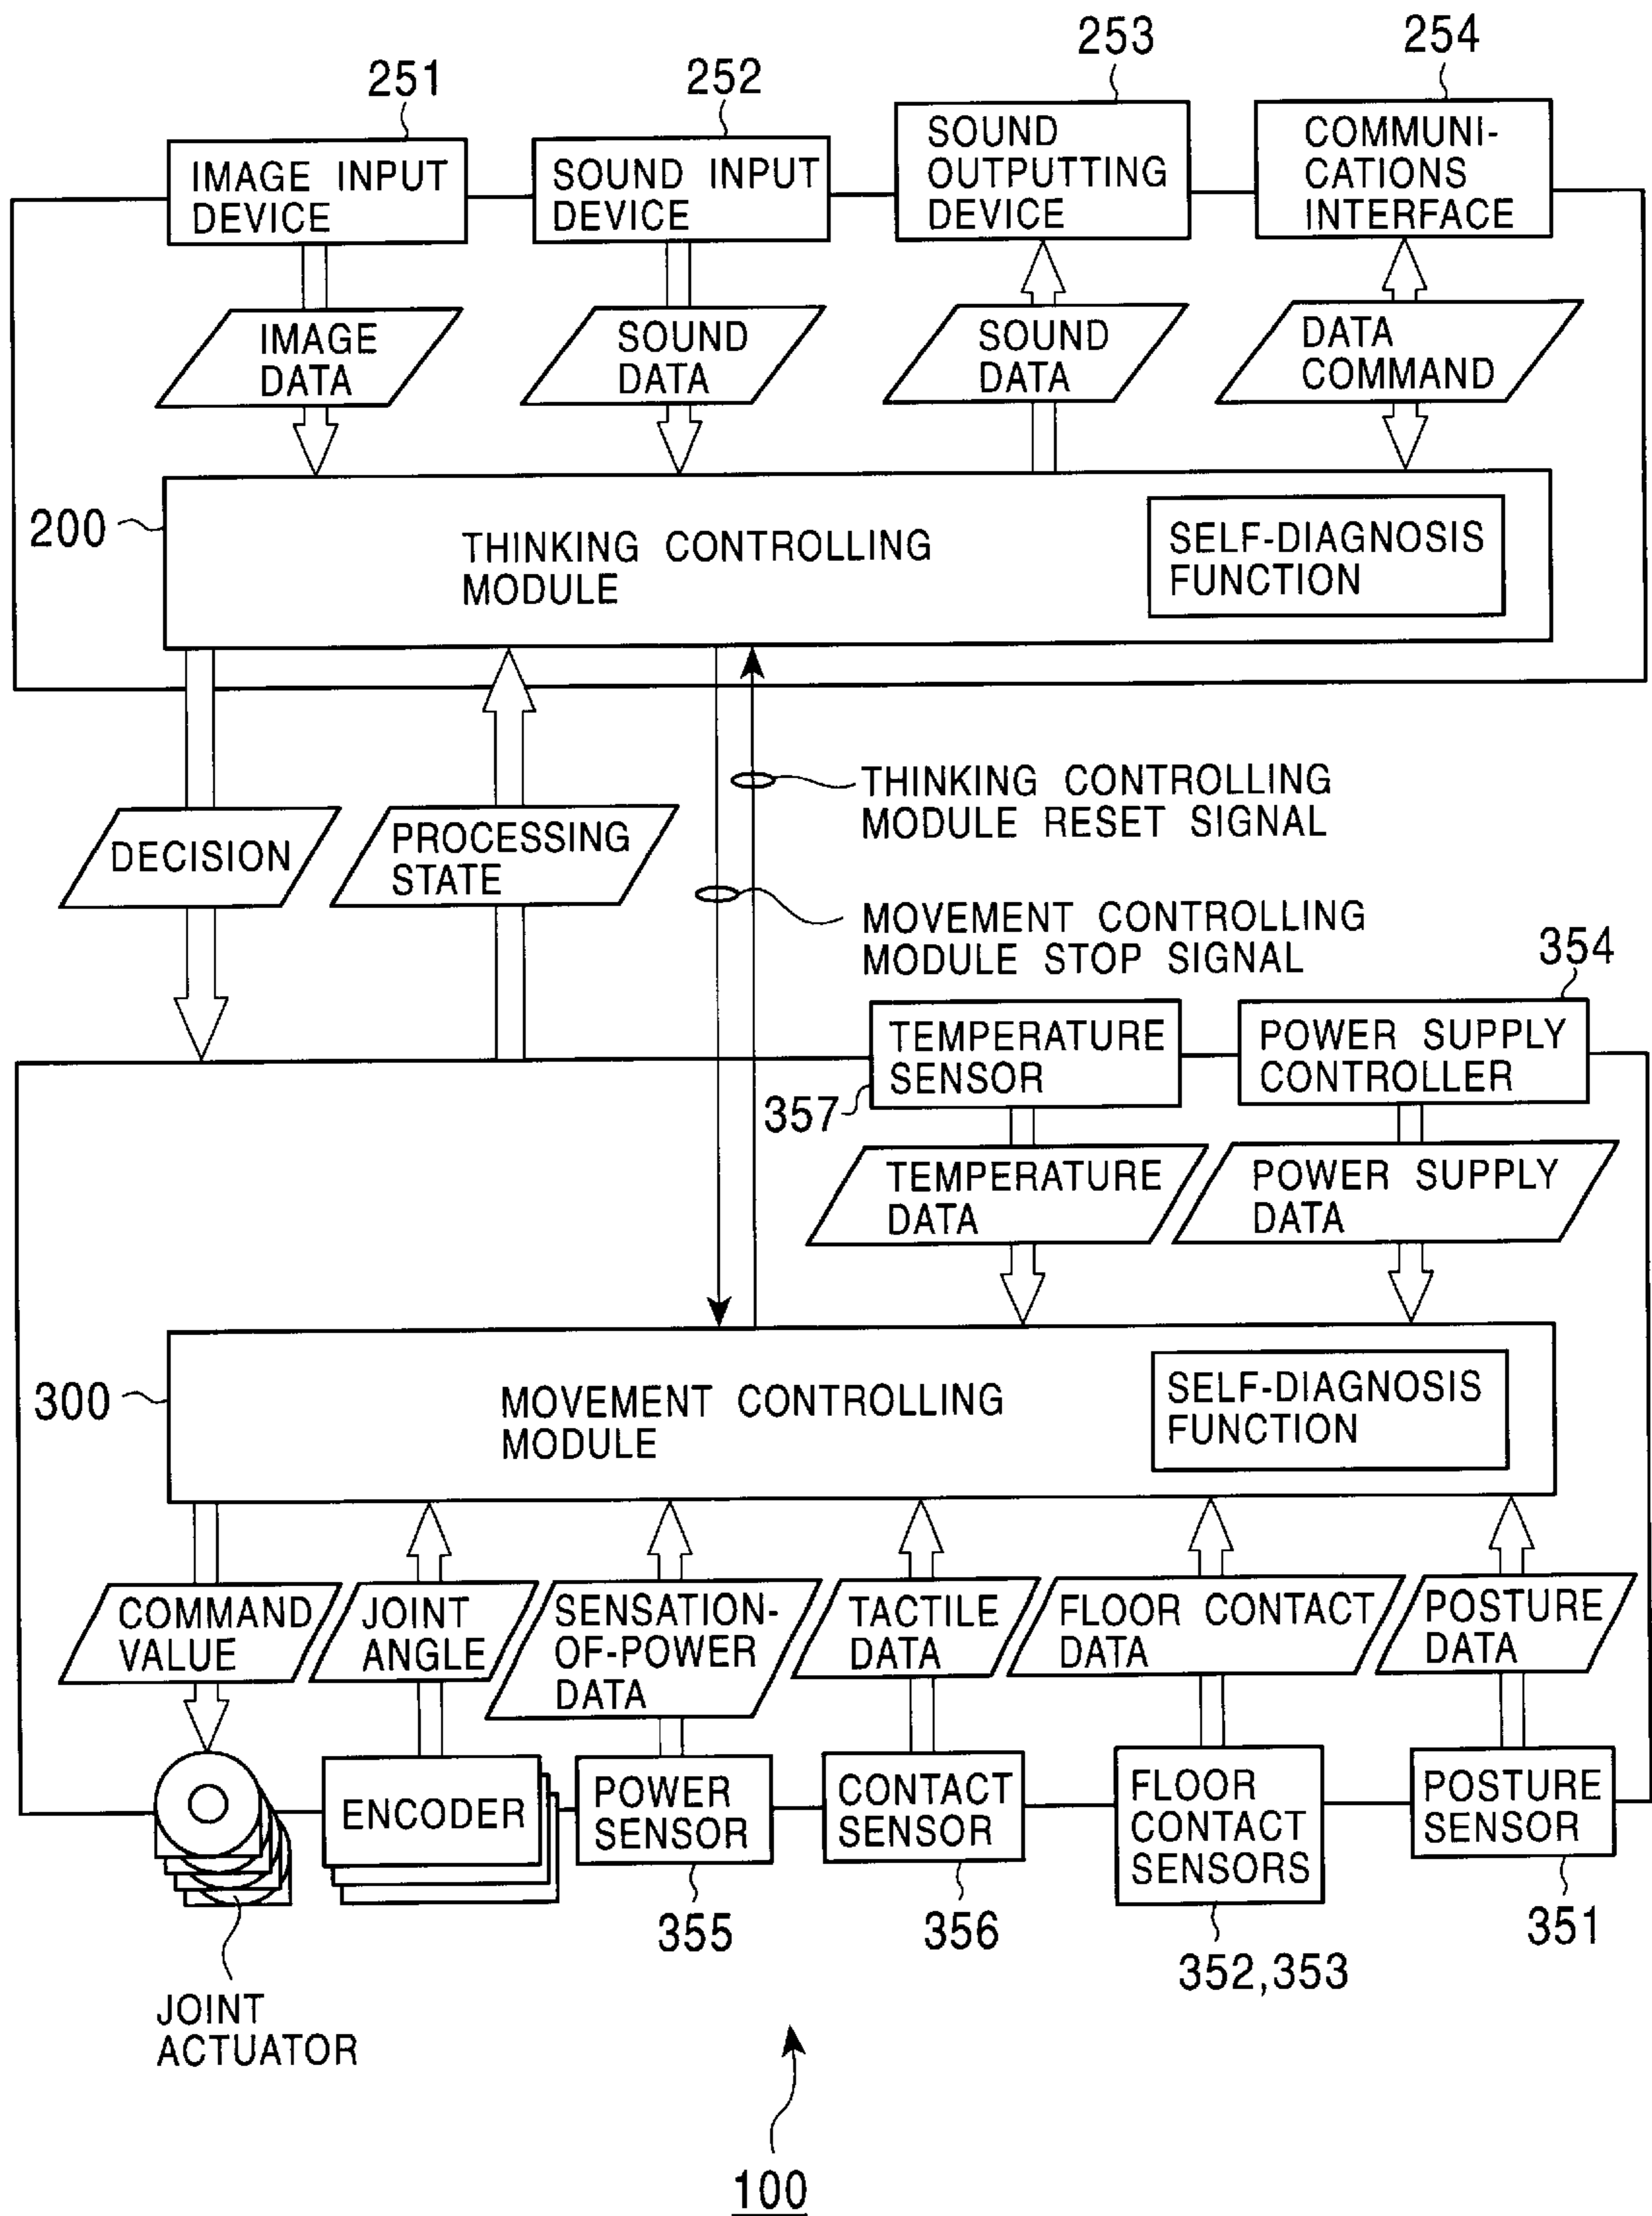 253
254
251
252
IMAGE INPUT
DEVICE
SOUND INPUT
DEVICE
SOUND
OUTPUTTING
DEVICE
COMMUNI-
CATIONS
INTERFACE
IMAGE
DATA
SOUND
DATA
SOUND
DATA
DATA
COMMAND
200
THINKING CONTROLLING
MODULE
SELF-DIAGNOSIS
FUNCTION
DECISION
PROCESSING
STATE
THINKING CONTROLLING
MODULE RESET SIGNAL
MOVEMENT CONTROLLING
MODULE STOP SIGNAL
354
TEMPERATURE
SENSOR
357
POWER SUPPLY
CONTROLLER
TEMPERATURE
DATA
POWER SUPPLY
DATA
300
MOVEMENT CONTROLLING
MODULE
SELF-DIAGNOSIS
FUNCTION
COMMAND
VALUE
JOINT
ANGLE
SENSATION-
OF-POWER
DATA
TACTILE
DATA
FLOOR CONTACT
DATA
POSTURE
DATA
ENCODER
POWER
SENSOR
CONTACT
SENSOR
FLOOR
CONTACT
SENSORS
POSTURE
SENSOR
355
356
352,353
351
JOINT
ACTUATOR
100